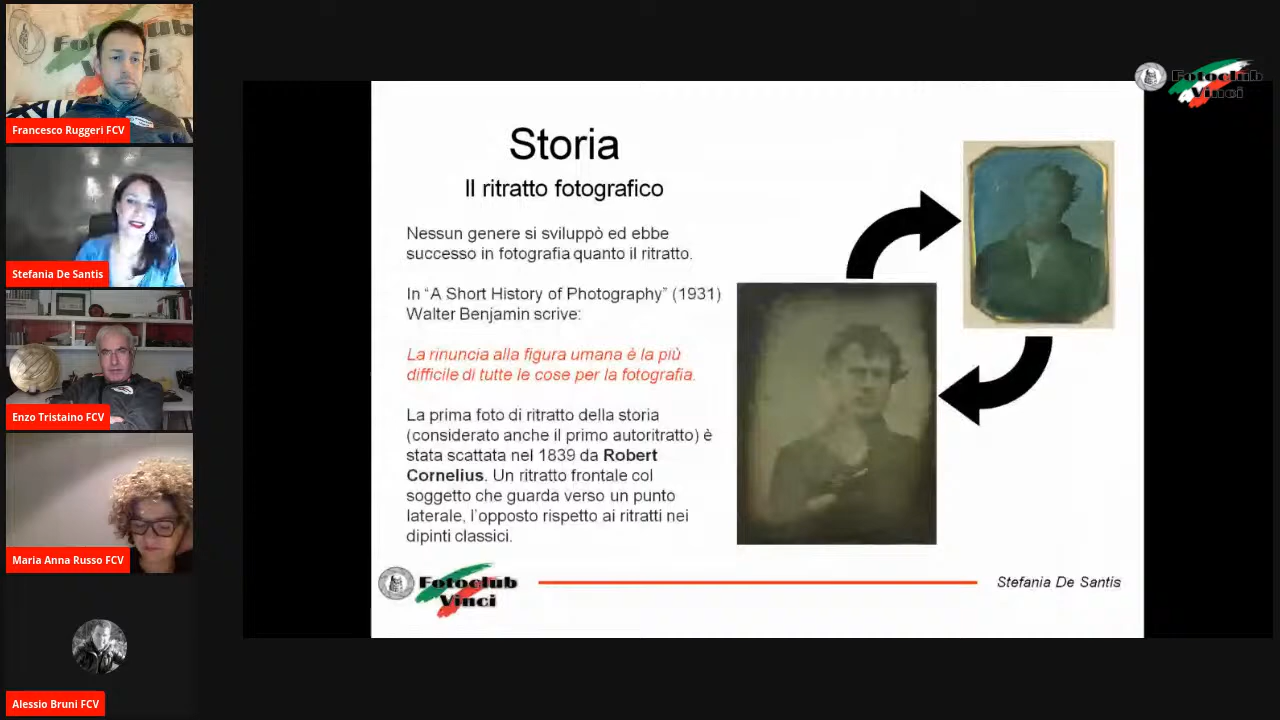 Francesco Ruggeri FCV
Stefania De Santis
Enzo Tristaino FCV
Maria Anna Russo FCV
Alessio Bruni FCV
Fotoclub
Vinci
Storia
Il ritratto fotografico
Nessun genere si sviluppò ed ebbe
successo in fotografia quanto il ritratto.
In “A Short History of Photography” (1931)
Walter Benjamin scrive:
La rinuncia alla figura umana è la più
difficile di tutte le cose per la fotografia.
La prima foto di ritratto della storia
(considerato anche il primo autoritratto) è
stata scattata nel 1839 da Robert
Cornelius. Un ritratto frontale col
soggetto che guarda verso un punto
laterale, l’opposto rispetto ai ritratti nei
dipinti classici.
Fotoclub
Vinci
Stefania De Santis